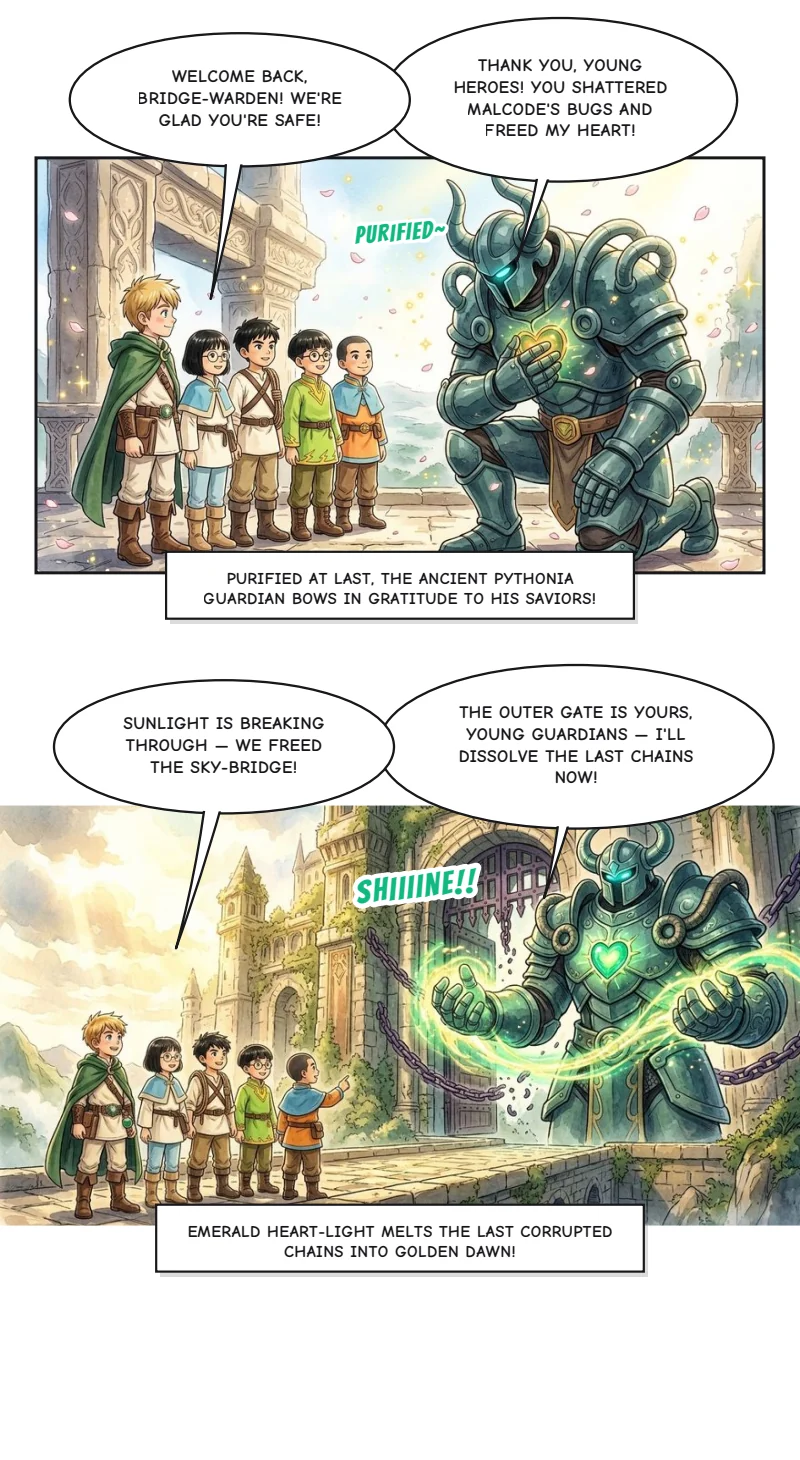 WELCOME BACK,
BRIDGE-WARDEN! WE'RE
GLAD YOU'RE SAFE!
THANK YOU, YOUNG
HEROES! YOU SHATTERED
MALCODE'S BUGS AND
FREED MY HEART!
PURIFIED~
PURIFIED AT LAST, THE ANCIENT PYTHONIA
GUARDIAN BOWS IN GRATITUDE TO HIS SAVIORS!
SUNLIGHT IS BREAKING
THROUGH — WE FREED
THE SKY-BRIDGE!
THE OUTER GATE IS YOURS,
YOUNG GUARDIANS — I'LL
DISSOLVE THE LAST CHAINS
NOW!
SHIIIINE!!
EMERALD HEART-LIGHT MELTS THE LAST CORRUPTED
CHAINS INTO GOLDEN DAWN!